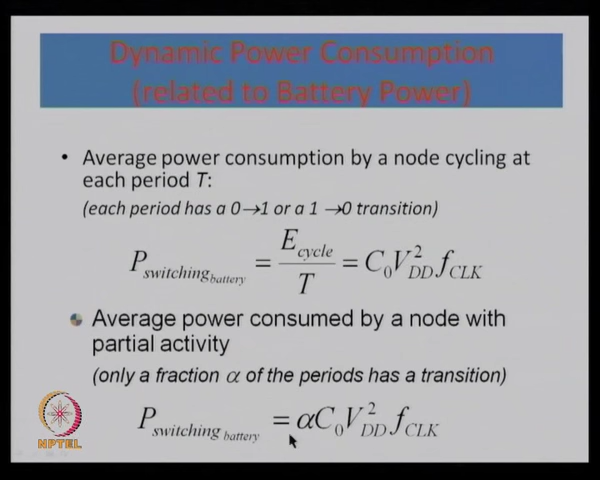 Dynamic Power Consumption
(related to Battery Power)
• Average power consumption by a node cycling at
each period T:
(each period has a 0→1 or a 1 →0 transition)
P_switching_battery = E_cycle / T = C_0 V_DD^2 f_CLK
Average power consumed by a node with
partial activity
(only a fraction α of the periods has a transition)
P_switching_battery = αC_0 V_DD^2 f_CLK
NPTEL